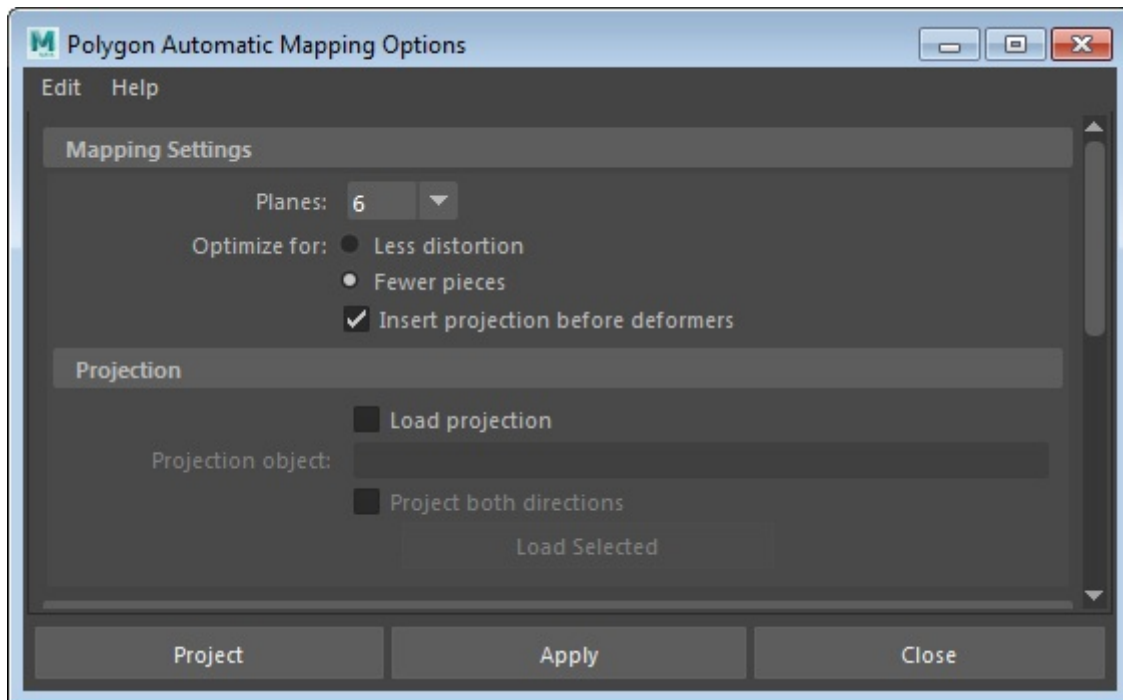 Polygon Automatic Mapping Options
Edit Help
Mapping Settings
Planes: 6
Optimize for: Less distortion
Fewer pieces
Insert projection before deformers
Projection
Load projection
Projection object:
Project both directions
Load Selected
Project Apply Close